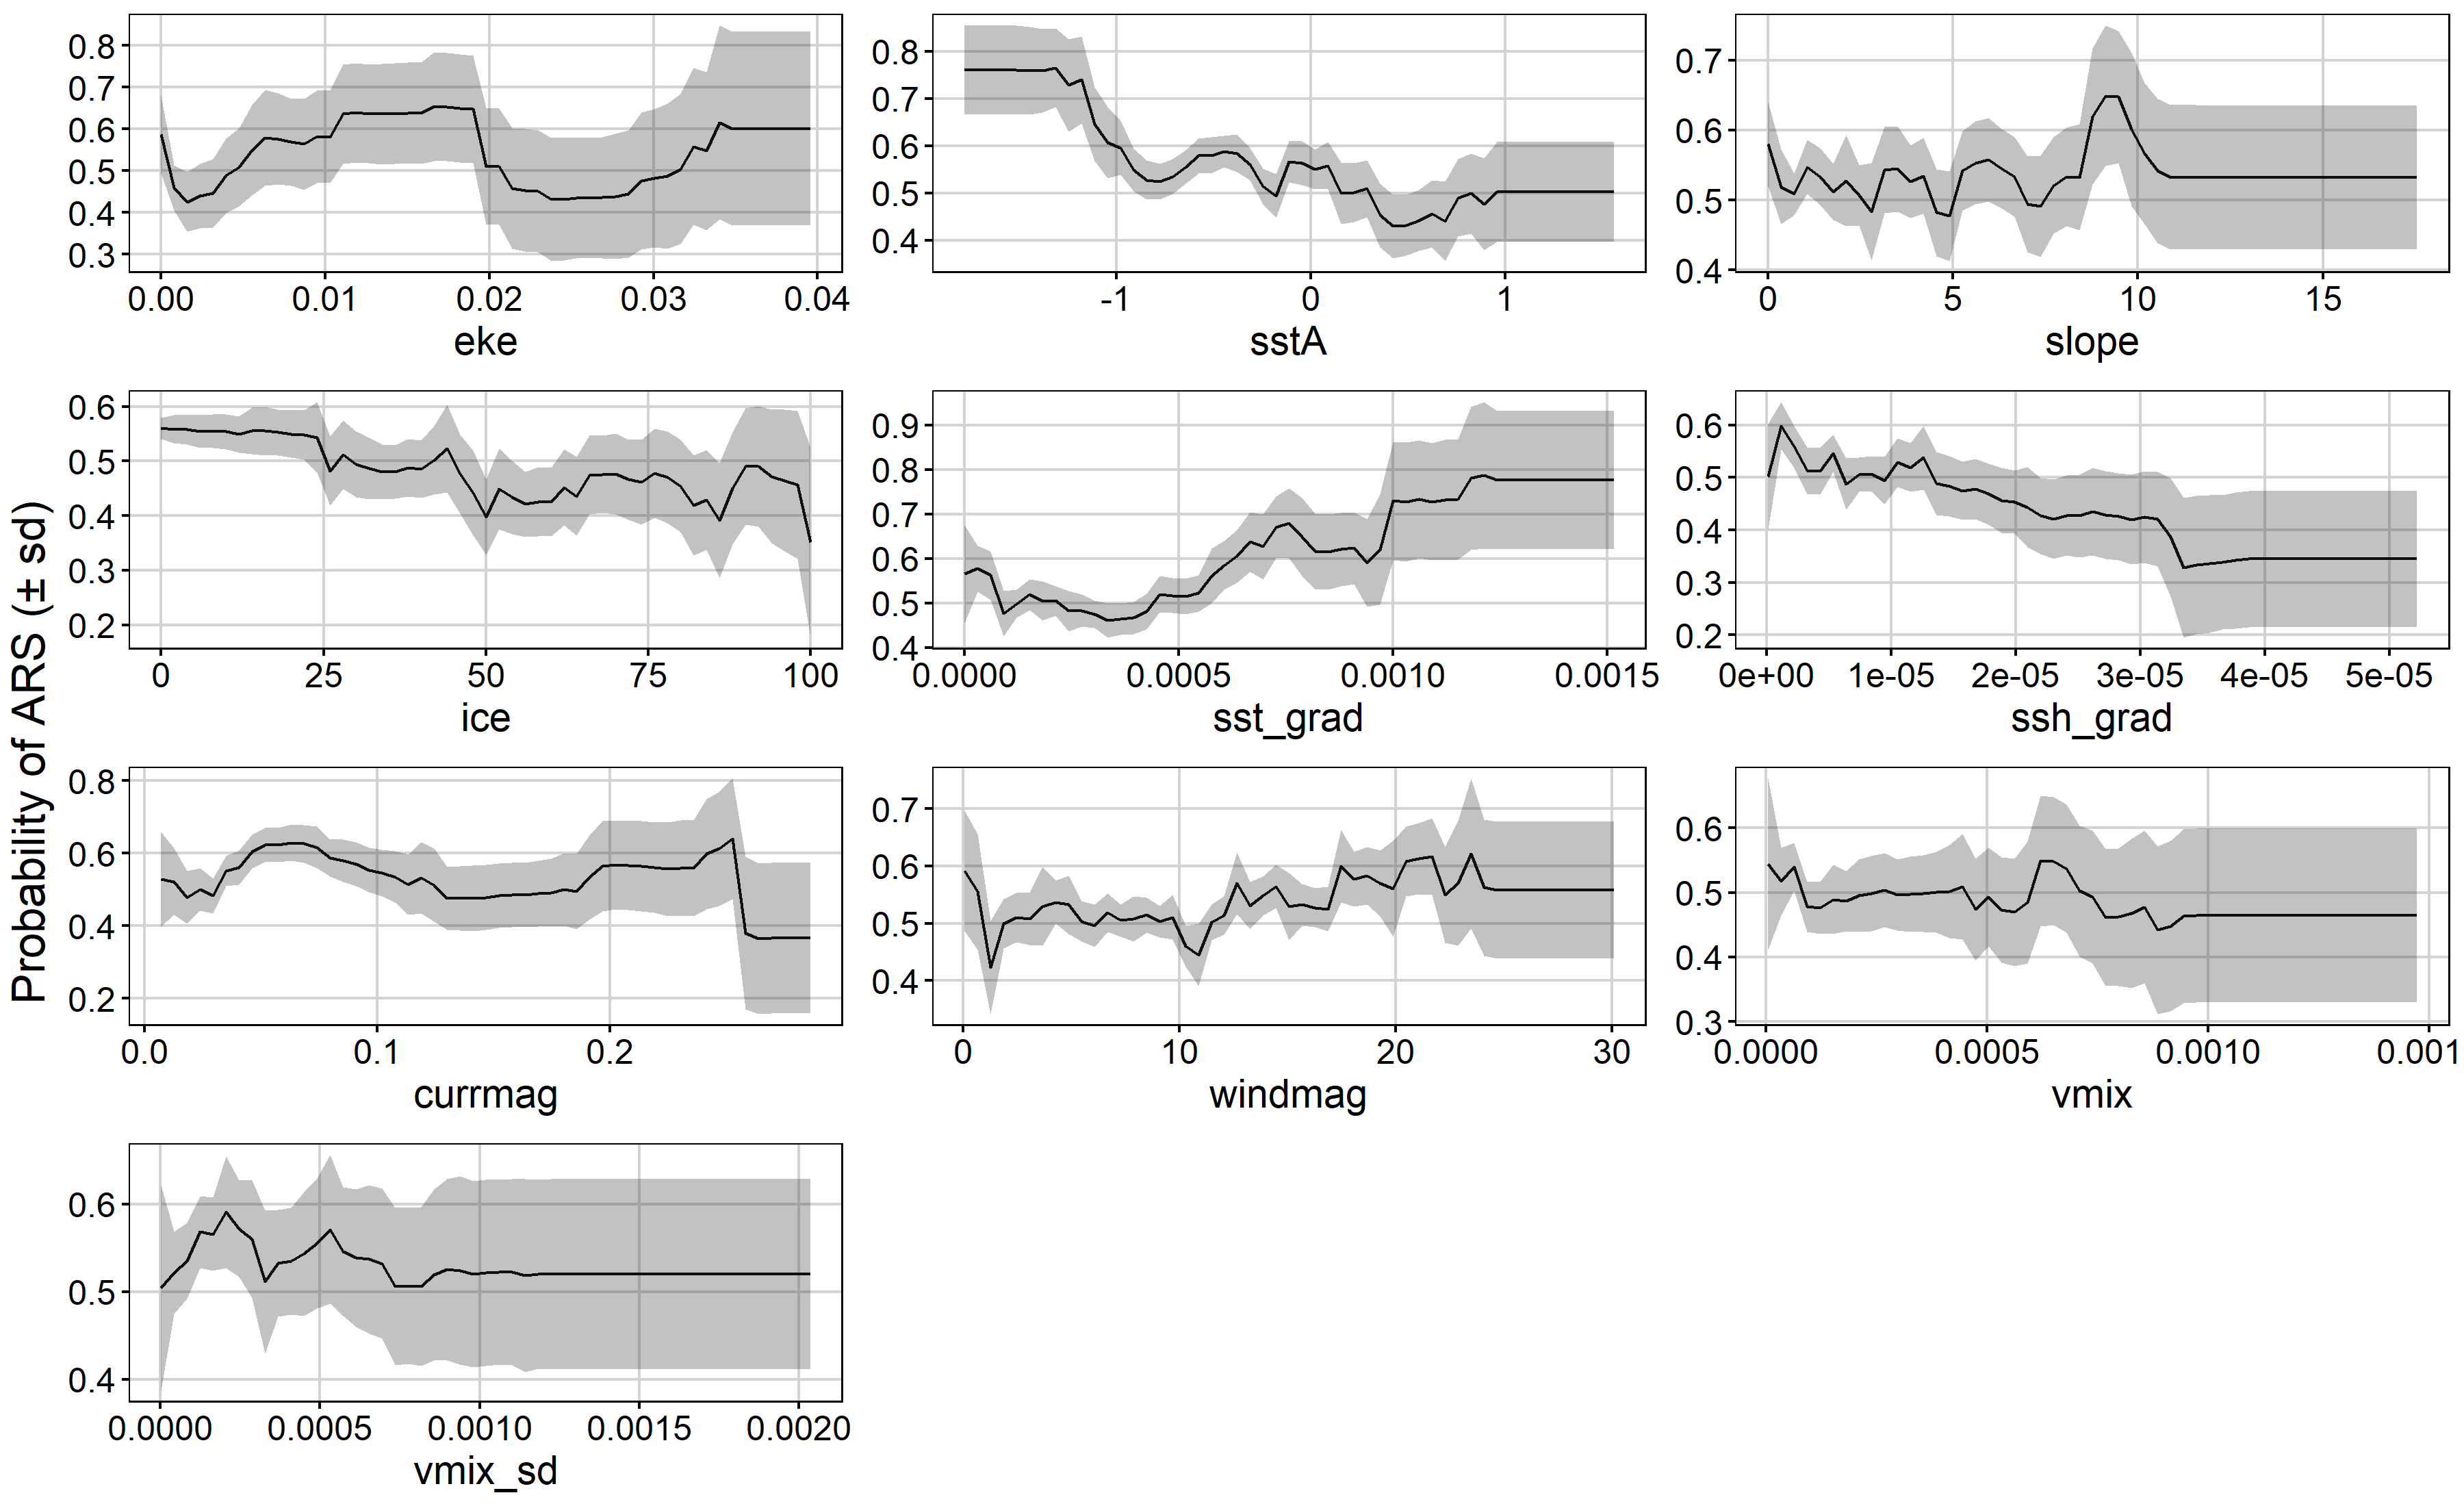 Probability of ARS (± sd)
0.8
0.7
0.6
0.5
0.4
0.3
0.00 0.01 0.02 0.03 0.04
eke
0.8
0.7
0.6
0.5
0.4
-1 0 1
sstA
0.7
0.6
0.5
0.4
0 5 10 15
slope
0.6
0.5
0.4
0.3
0.2
0 25 50 75 100
ice
0.9
0.8
0.7
0.6
0.5
0.4
0.0000 0.0005 0.0010 0.0015
sst_grad
0.6
0.5
0.4
0.3
0.2
0e+00 1e-05 2e-05 3e-05 4e-05 5e-05
ssh_grad
0.8
0.6
0.4
0.2
0.0 0.1 0.2
currmag
0.7
0.6
0.5
0.4
0 10 20 30
windmag
0.6
0.5
0.4
0.3
0.0000 0.0005 0.0010 0.001
vmix
0.6
0.5
0.4
0.0000 0.0005 0.0010 0.0015 0.0020
vmix_sd